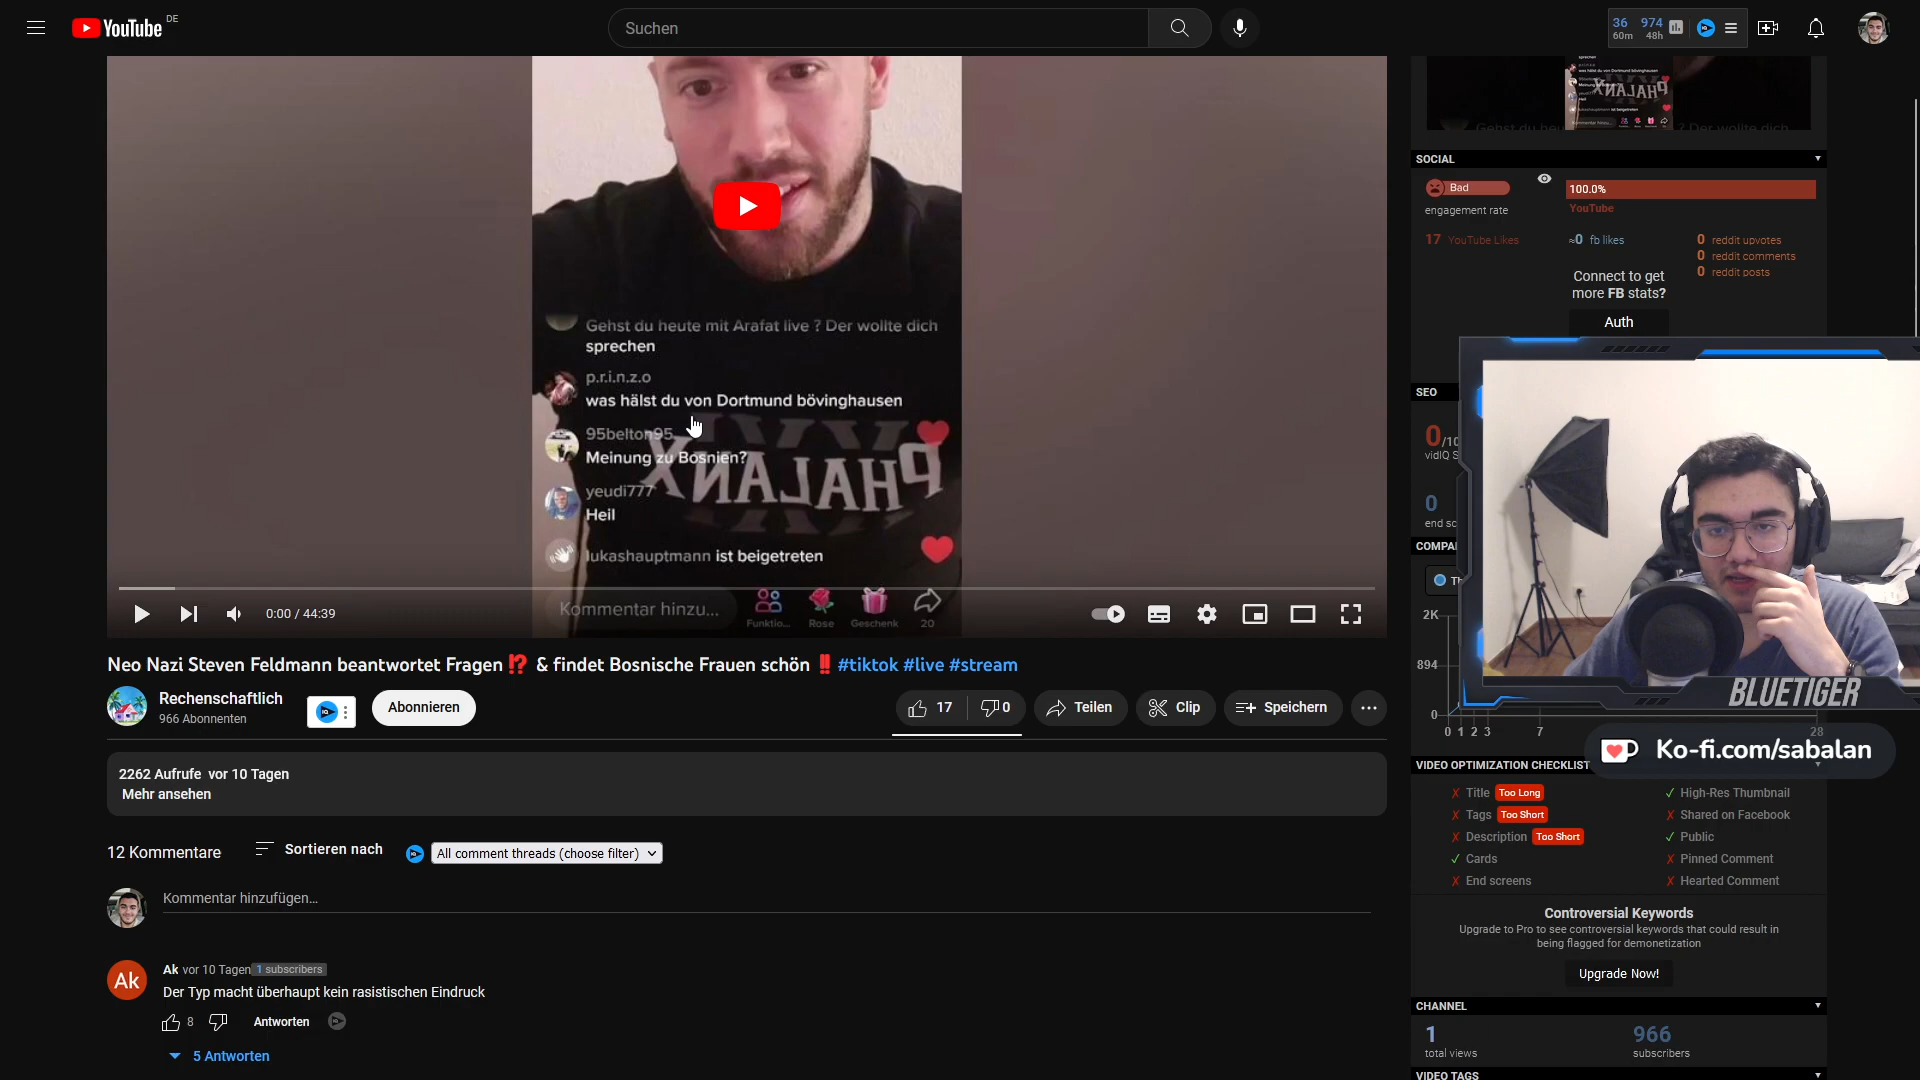 YouTube DE
Suchen
36 974
60m 48h
Gehst du heute mit Arafat live ? Der wollte dich
sprechen
p.r.i.n.z.o
was hälst du von Dortmund bövinghausen
95belton95
Meinung zu Bosnien?
PHALANX
yeudi777
Heil
lukashauptmann ist beigetreten
Kommentar hinzu...
Funktio... Rose Geschenk 20
0:00 / 44:39
Neo Nazi Steven Feldmann beantwortet Fragen ⁉️ & findet Bosnische Frauen schön ‼️ #tiktok #live #stream
Rechenschaftlich
966 Abonnenten
Abonnieren
17
0
Teilen
Clip
Speichern
2262 Aufrufe vor 10 Tagen
Mehr ansehen
12 Kommentare
Sortieren nach
All comment threads (choose filter)
Kommentar hinzufügen...
Ak
Ak vor 10 Tagen 1 subscribers
Der Typ macht überhaupt kein rasistischen Eindruck
8 Antworten
5 Antworten
PHALANX
SOCIAL
Bad
engagement rate
100.0%
YouTube
17 YouTube Likes
≈0 fb likes
0 reddit upvotes
0 reddit comments
0 reddit posts
Connect to get
more FB stats?
Auth
SEO
0/10
vidIQ S
0
end sc
COMPA
Th
2K
894
0
0 1 2 3 7 28
BLUETIGER
Ko-fi.com/sabalan
VIDEO OPTIMIZATION CHECKLIST
✗ Title Too Long
✗ Tags Too Short
✗ Description Too Short
✓ Cards
✗ End screens
✓ High-Res Thumbnail
✗ Shared on Facebook
✓ Public
✗ Pinned Comment
✗ Hearted Comment
Controversial Keywords
Upgrade to Pro to see controversial keywords that could result in
being flagged for demonetization
Upgrade Now!
CHANNEL
1
total views
966
subscribers
VIDEO TAGS